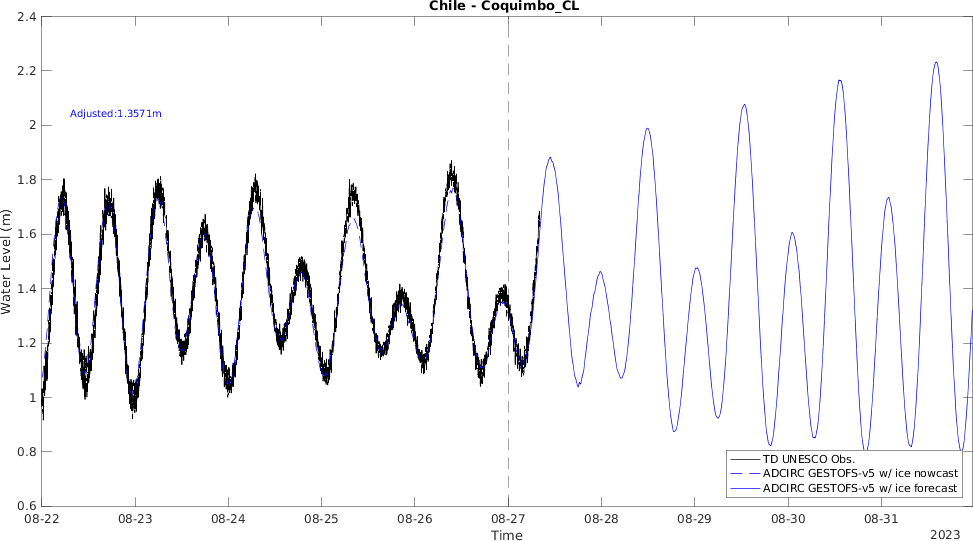 Chile - Coquimbo_CL
2.4
2.2
2
1.8
1.6
1.4
1.2
1
0.8
0.6
Water Level (m)
Adjusted:1.3571m
TD UNESCO Obs.
ADCIRC GESTOFS-v5 w/ ice nowcast
ADCIRC GESTOFS-v5 w/ ice forecast
08-22 08-23 08-24 08-25 08-26 08-27 08-28 08-29 08-30 08-31
Time
2023